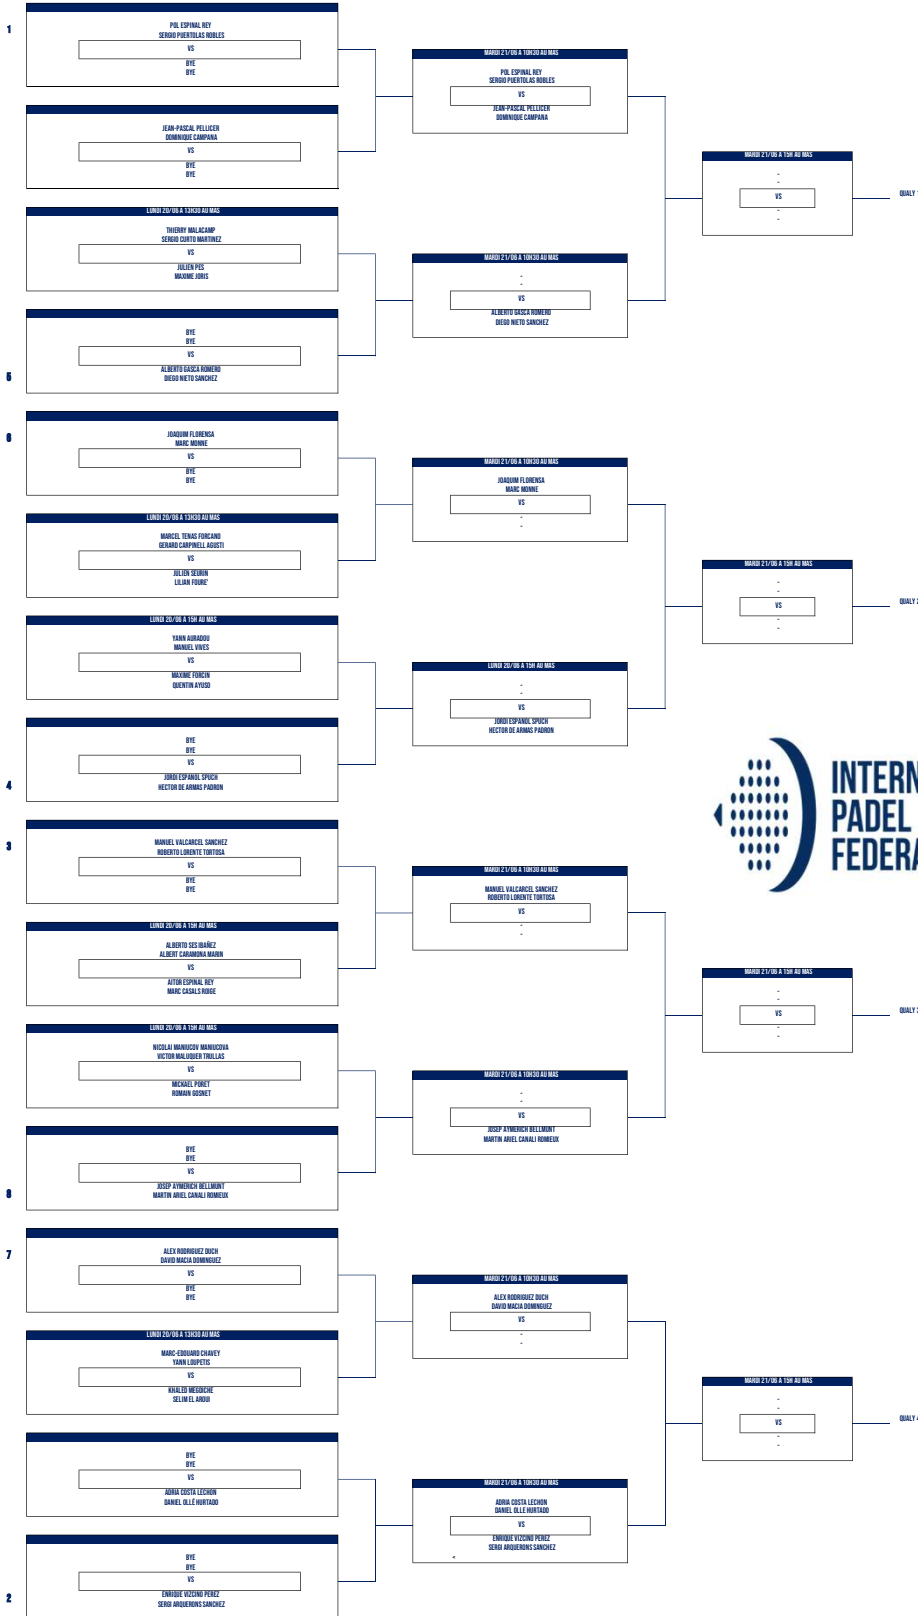 1
POL ESPINAL REY
SERGIO PUERTOLAS ROBLES
VS
BYE
BYE
JEAN-PASCAL PELLICER
DOMINIQUE CAMPANA
VS
BYE
BYE
LUNDI 20/06 A 13H30 AU MAS
THIERRY MALACAMP
SERGIO CURTO MARTINEZ
VS
JULIEN PES
MAXIME JORIS
BYE
BYE
VS
ALBERTO GASCA ROMERO
DIEGO NIETO SANCHEZ
5
6
JOAQUIM FLORENSA
MARC MONNE
VS
BYE
BYE
LUNDI 20/06 A 13H30 AU MAS
MARCEL TENAS FORCANO
GERARD CARPINELL AGUSTI
VS
JULIEN SEURIN
LILIAN FOURE'
LUNDI 20/06 A 15H AU MAS
YANN AURADOU
MANUEL VIVES
VS
MAXIME FORCIN
QUENTIN AYUSO
BYE
BYE
VS
JORDI ESPANOL SPUCH
HECTOR DE ARMAS PADRON
4
3
MANUEL VALCARCEL SANCHEZ
ROBERTO LORENTE TORTOSA
VS
BYE
BYE
LUNDI 20/06 A 15H AU MAS
ALBERTO SES IBAÑEZ
ALBERT CARAMONA MARIN
VS
AITOR ESPINAL REY
MARC CASALS ROIGE
LUNDI 20/06 A 15H AU MAS
NICOLAI MANIUCOV MANIUCOVA
VICTOR MALUQUER TRULLAS
VS
MICKAEL PORET
ROMAIN GOSNET
BYE
BYE
VS
JOSEP AYMERICH BELLMUNT
MARTIN ARIEL CANALI ROMIEUX
8
7
ALEX RODRIGUEZ DUCH
DAVID MACIA DOMINGUEZ
VS
BYE
BYE
LUNDI 20/06 A 13H30 AU MAS
MARC-EDOUARD CHAVEY
YANN LOUPETIS
VS
KHALED MEGDICHE
SELIM EL AROUI
BYE
BYE
VS
ADRIA COSTA LECHON
DANIEL OLLÉ HURTADO
BYE
BYE
VS
ENRIQUE VIZCINO PEREZ
SERGI ARQUERONS SANCHEZ
2
MARDI 21/06 A 10H30 AU MAS
POL ESPINAL REY
SERGIO PUERTOLAS ROBLES
VS
JEAN-PASCAL PELLICER
DOMINIQUE CAMPANA
MARDI 21/06 A 10H30 AU MAS
-
-
VS
ALBERTO GASCA ROMERO
DIEGO NIETO SANCHEZ
MARDI 21/06 A 10H30 AU MAS
JOAQUIM FLORENSA
MARC MONNE
VS
-
-
LUNDI 20/06 A 15H AU MAS
-
-
VS
JORDI ESPANOL SPUCH
HECTOR DE ARMAS PADRON
MARDI 21/06 A 10H30 AU MAS
MANUEL VALCARCEL SANCHEZ
ROBERTO LORENTE TORTOSA
VS
-
-
MARDI 21/06 A 10H30 AU MAS
-
-
VS
JOSEP AYMERICH BELLMUNT
MARTIN ARIEL CANALI ROMIEUX
MARDI 21/06 A 10H30 AU MAS
ALEX RODRIGUEZ DUCH
DAVID MACIA DOMINGUEZ
VS
-
-
MARDI 21/06 A 10H30 AU MAS
ADRIA COSTA LECHON
DANIEL OLLE HURTADO
VS
ENRIQUE VIZCINO PEREZ
SERGI ARQUERONS SANCHEZ
<
MARDI 21/06 A 15H AU MAS
-
-
VS
-
-
QUALY 1
MARDI 21/06 A 15H AU MAS
-
-
VS
-
-
QUALY 2
INTERN
PADEL
FEDERA
MARDI 21/06 A 15H AU MAS
-
-
VS
-
-
QUALY 3
MARDI 21/06 A 15H AU MAS
-
-
VS
-
-
QUALY 4